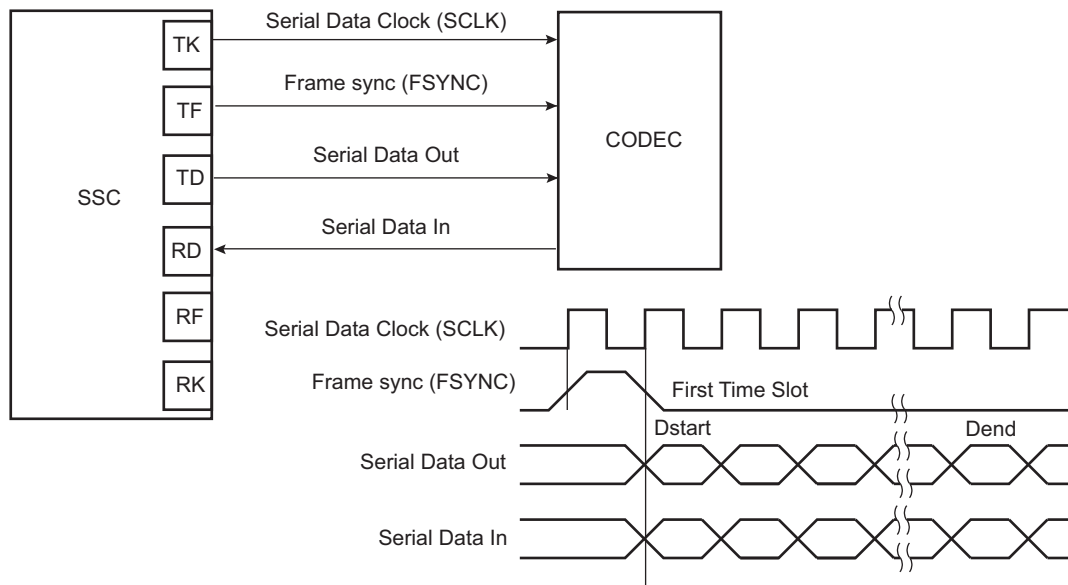 Serial Data Clock (SCLK)
TK
Frame sync (FSYNC)
TF
CODEC
Serial Data Out
TD
SSC
Serial Data In
RD
RF
Serial Data Clock (SCLK)
RK
Frame sync (FSYNC)
First Time Slot
Dstart
Dend
Serial Data Out
Serial Data In